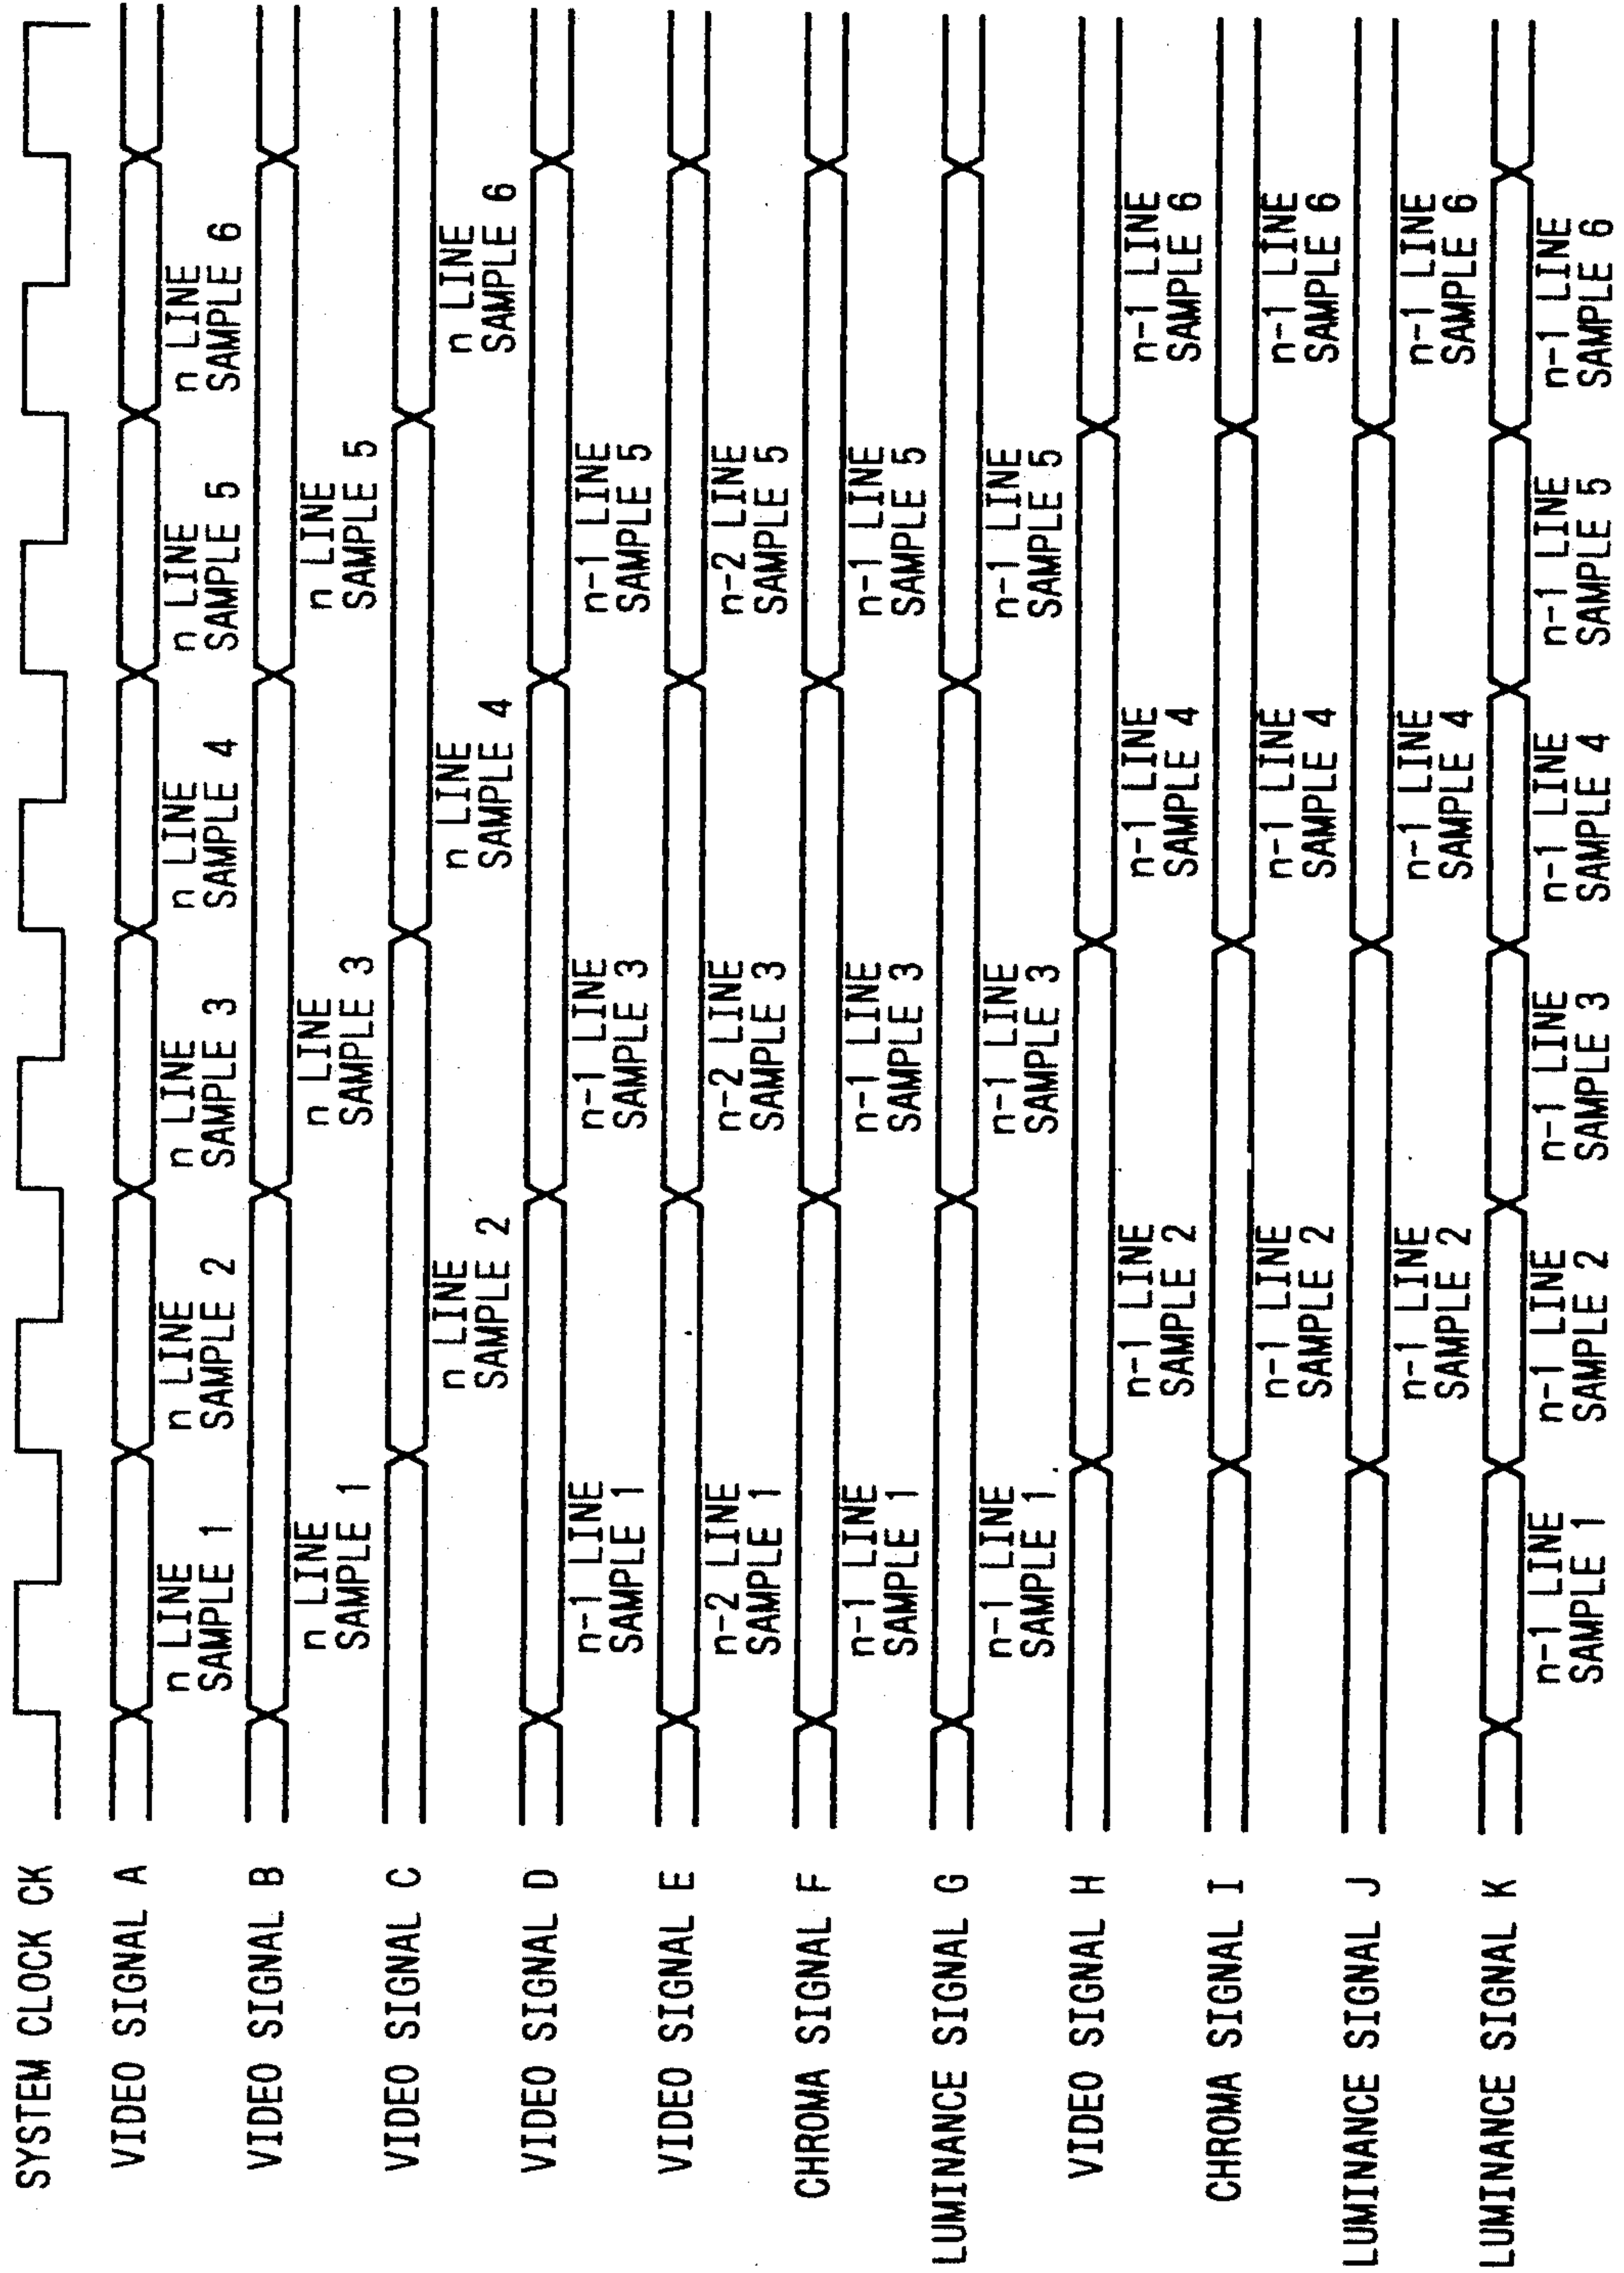 SYSTEM CLOCK CK
VIDEO SIGNAL A
n LINE
SAMPLE 1
n LINE
SAMPLE 2
n LINE
SAMPLE 3
n LINE
SAMPLE 4
n LINE
SAMPLE 5
n LINE
SAMPLE 6
VIDEO SIGNAL B
n LINE
SAMPLE 1
n LINE
SAMPLE 3
n LINE
SAMPLE 5
VIDEO SIGNAL C
n LINE
SAMPLE 2
n LINE
SAMPLE 4
n LINE
SAMPLE 6
VIDEO SIGNAL D
n-1 LINE
SAMPLE 1
n-1 LINE
SAMPLE 3
n-1 LINE
SAMPLE 5
VIDEO SIGNAL E
n-2 LINE
SAMPLE 1
n-2 LINE
SAMPLE 3
n-2 LINE
SAMPLE 5
CHROMA SIGNAL F
n-1 LINE
SAMPLE 1
n-1 LINE
SAMPLE 3
n-1 LINE
SAMPLE 5
LUMINANCE SIGNAL G
n-1 LINE
SAMPLE 1
n-1 LINE
SAMPLE 3
n-1 LINE
SAMPLE 5
VIDEO SIGNAL H
n-1 LINE
SAMPLE 2
n-1 LINE
SAMPLE 4
n-1 LINE
SAMPLE 6
CHROMA SIGNAL I
n-1 LINE
SAMPLE 2
n-1 LINE
SAMPLE 4
n-1 LINE
SAMPLE 6
LUMINANCE SIGNAL J
n-1 LINE
SAMPLE 2
n-1 LINE
SAMPLE 4
n-1 LINE
SAMPLE 6
LUMINANCE SIGNAL K
n-1 LINE
SAMPLE 1
n-1 LINE
SAMPLE 2
n-1 LINE
SAMPLE 3
n-1 LINE
SAMPLE 4
n-1 LINE
SAMPLE 5
n-1 LINE
SAMPLE 6